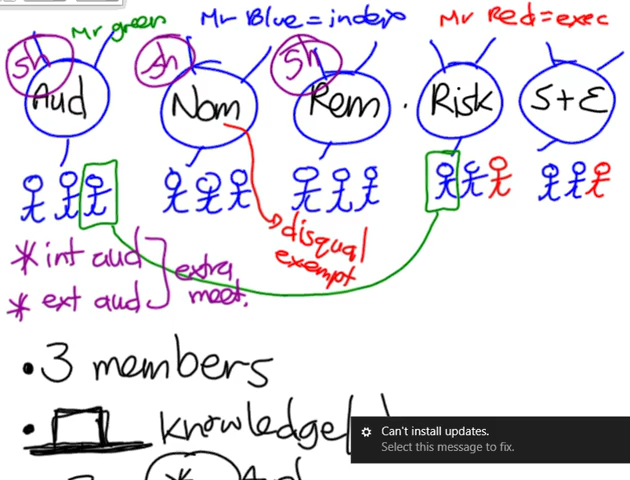 Mr green
Mr Blue = index
Mr Red = exec
sh
sh
sh
Aud
Nom
Rem
Risk
S+E
disqual
exempt
* int aud
* ext aud
extra
meet.
• 3 members
• knowledge
Can't install updates.
Select this message to fix.